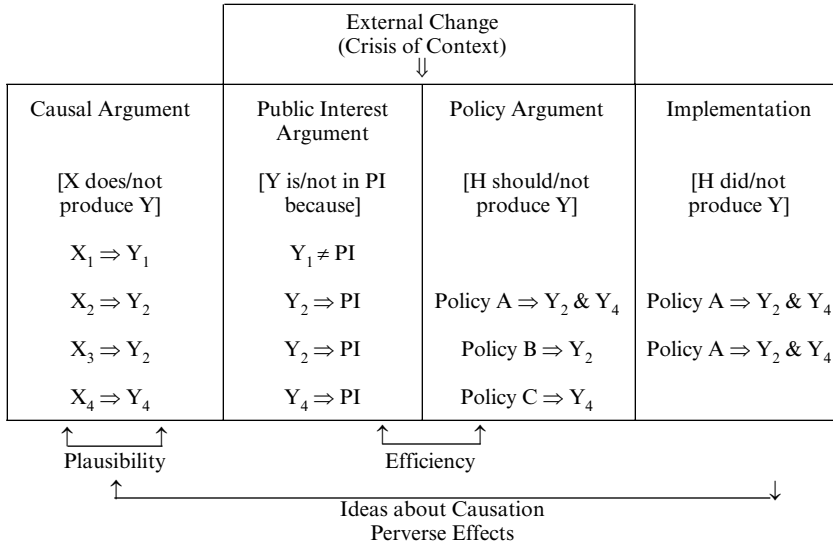 External Change
(Crisis of Context)
⇓
Causal Argument Public Interest Policy Argument Implementation
Argument
[X does/not [Y is/not in PI [H should/not [H did/not
produce Y] because] produce Y] produce Y]
X₁ ⇒ Y₁ Y₁ ≠ PI
X₂ ⇒ Y₂ Y₂ ⇒ PI Policy A ⇒ Y₂ & Y₄ Policy A ⇒ Y₂ & Y₄
X₃ ⇒ Y₂ Y₂ ⇒ PI Policy B ⇒ Y₂ Policy A ⇒ Y₂ & Y₄
X₄ ⇒ Y₄ Y₄ ⇒ PI Policy C ⇒ Y₄
Plausibility Efficiency
Ideas about Causation
Perverse Effects